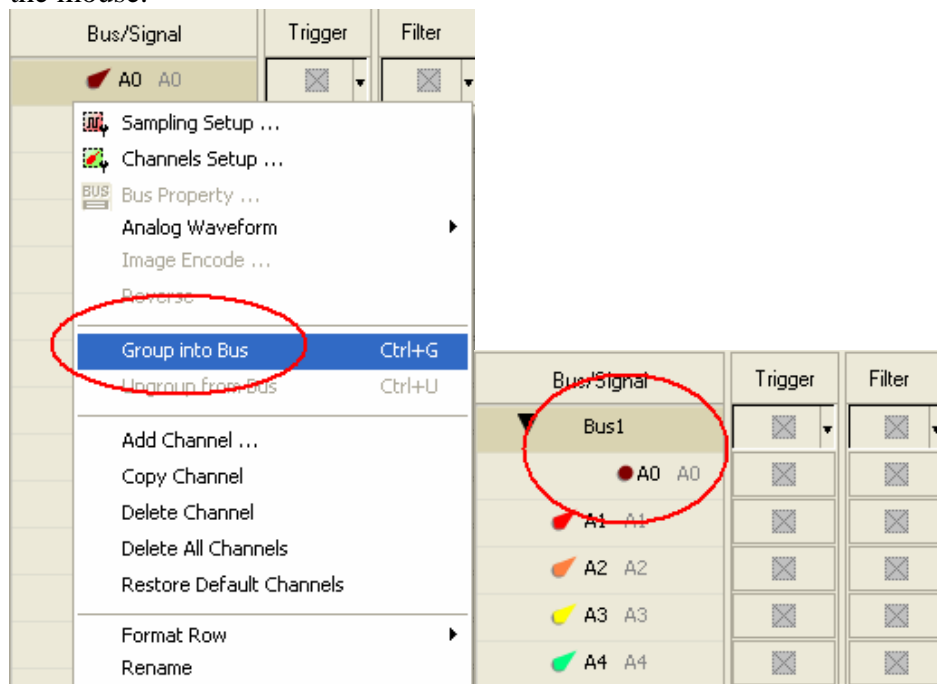 the mouse.
Bus/Signal Trigger Filter
A0 A0
Sampling Setup ...
Channels Setup ...
BUS Bus Property ...
Analog Waveform
Image Encode ...
Reverse
Group into Bus Ctrl+G
Ungroup from Bus Ctrl+U
Add Channel ...
Copy Channel
Delete Channel
Delete All Channels
Restore Default Channels
Format Row
Rename
Bus/Signal Trigger Filter
Bus1
A0 A0
A1 A1
A2 A2
A3 A3
A4 A4